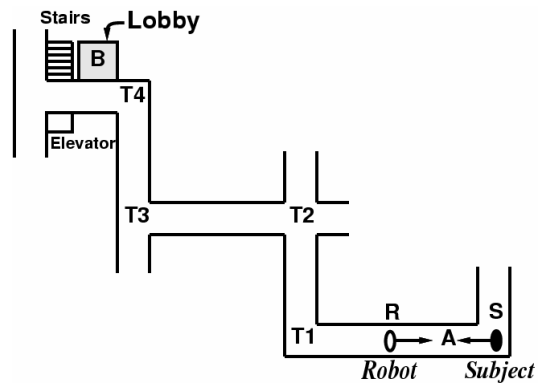 Stairs
Lobby
B
T4
Elevator
T3
T2
R
S
T1
A
Robot
Subject